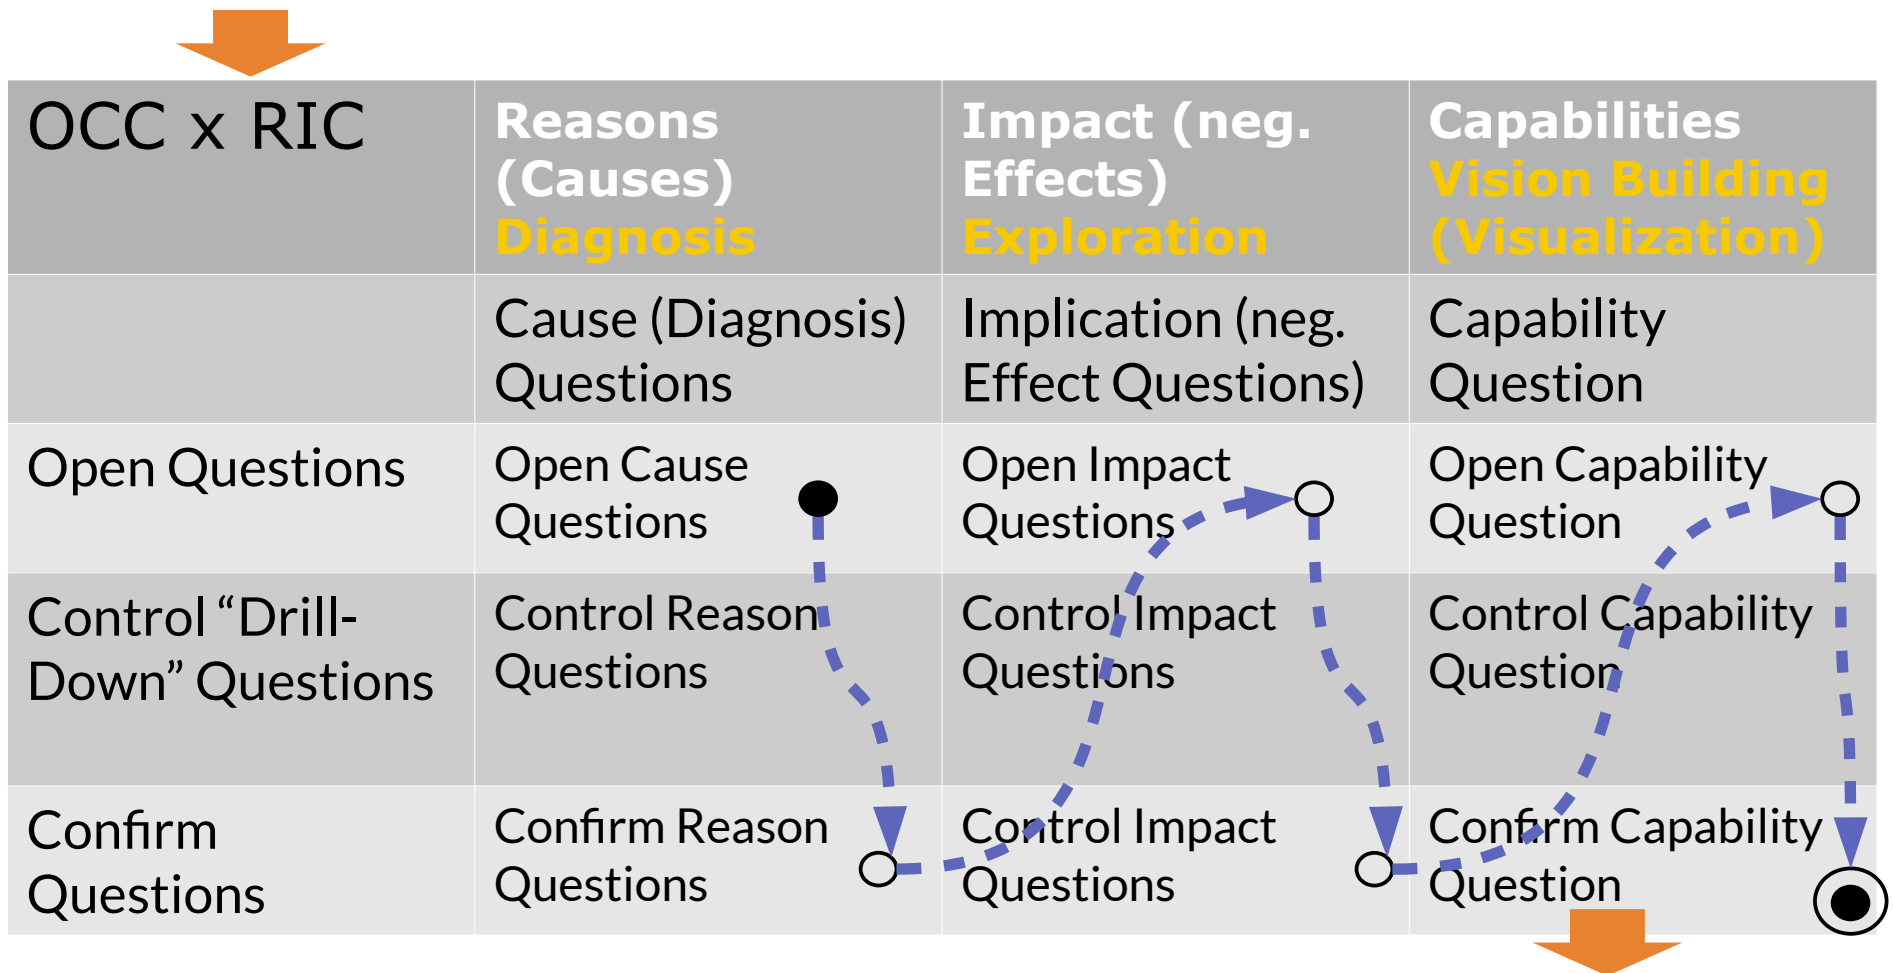 OCC x RIC
Reasons
(Causes)
Diagnosis
Impact (neg.
Effects)
Exploration
Capabilities
Vision Building
(Visualization)
Cause (Diagnosis)
Questions
Implication (neg.
Effect Questions)
Capability
Question
Open Questions
Open Cause
Questions
Open Impact
Questions
Open Capability
Question
Control “Drill-
Down” Questions
Control Reason
Questions
Control Impact
Questions
Control Capability
Question
Confirm
Questions
Confirm Reason
Questions
Control Impact
Questions
Confirm Capability
Question